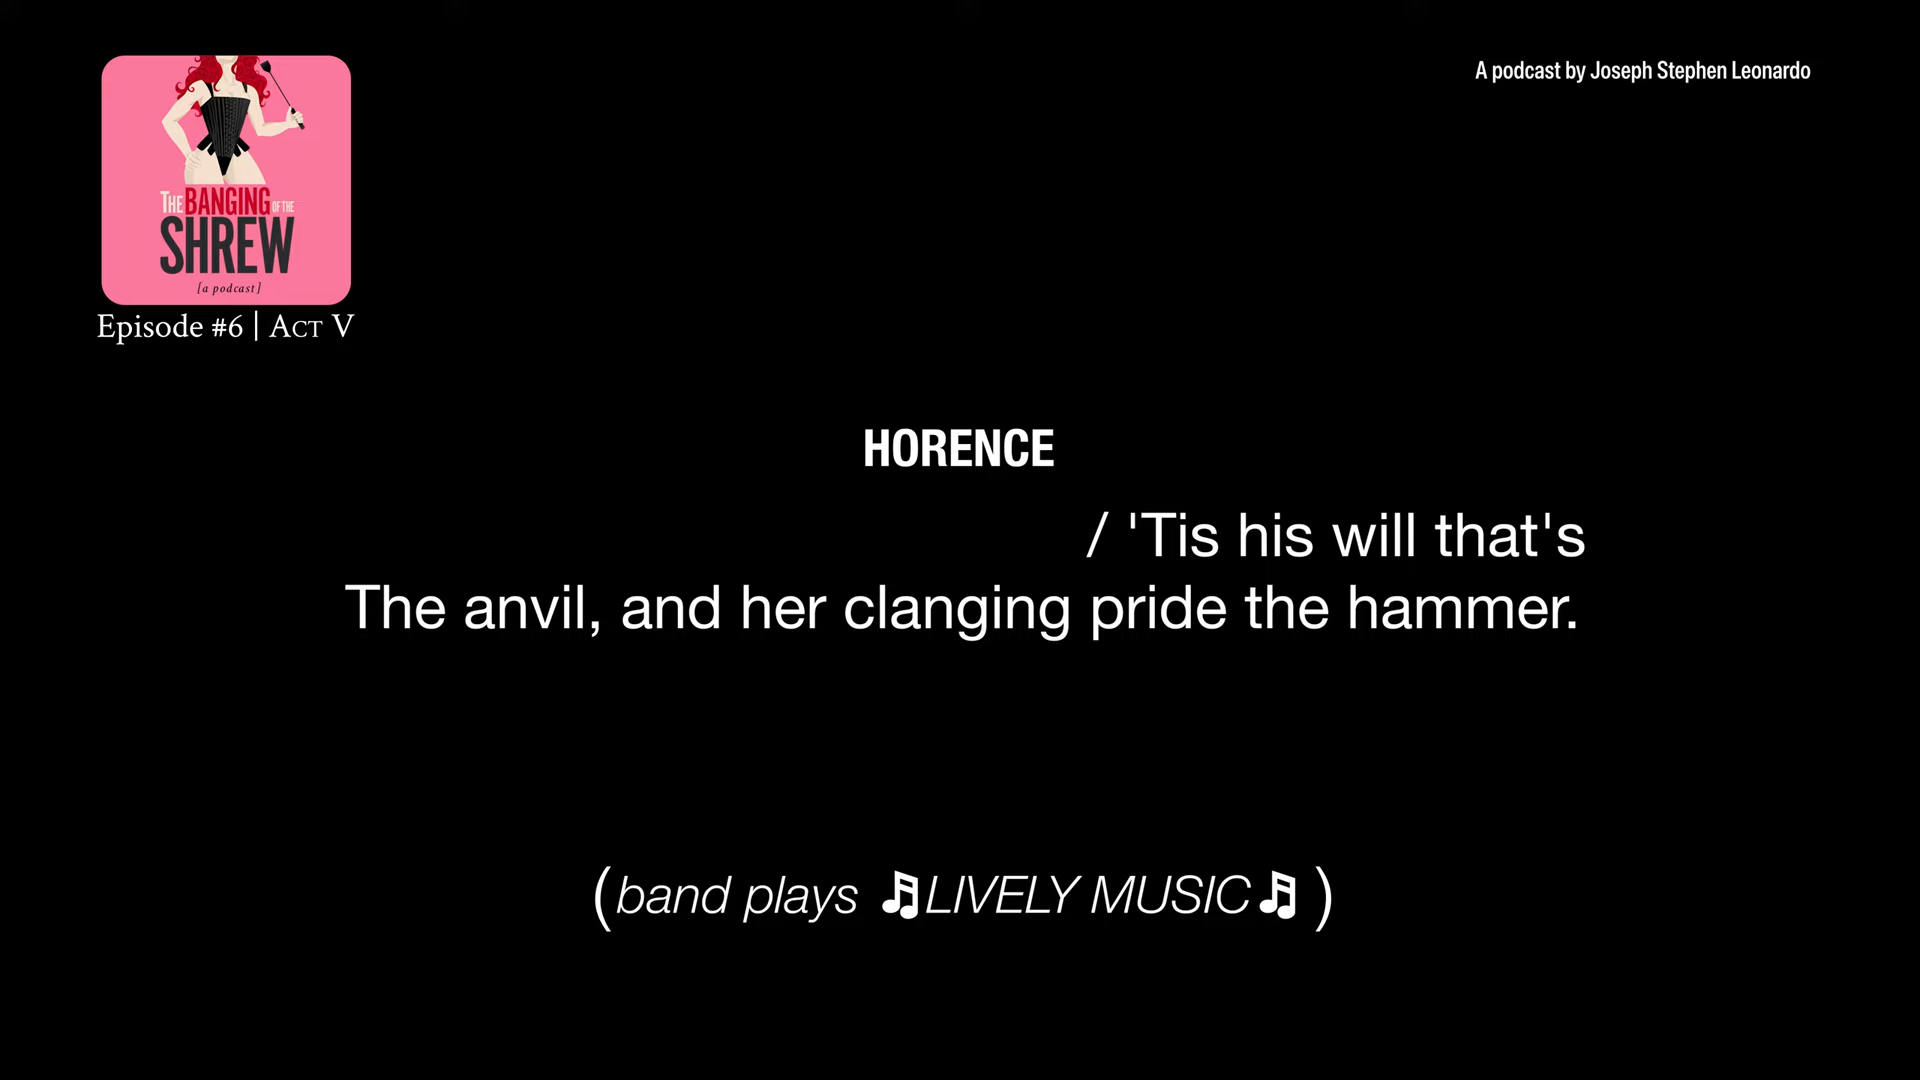 A podcast by Joseph Stephen Leonardo
THE BANGING OF THE
SHREW
[a podcast]
Episode #6 | ACT V
HORENCE
/ 'Tis his will that's
The anvil, and her clanging pride the hammer.
(band plays 🎵LIVELY MUSIC🎵 )